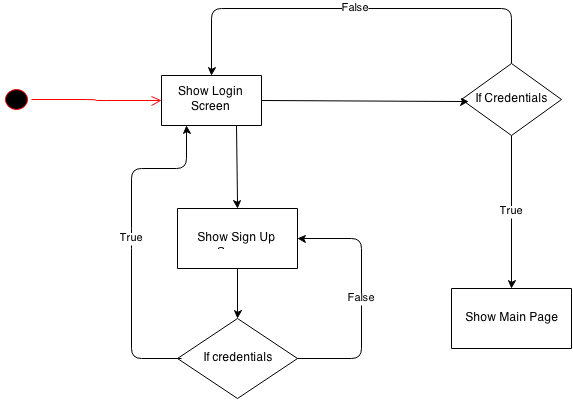 False
Show Login
Screen
If Credentials
True
True
Show Sign Up
False
Show Main Page
If credentials